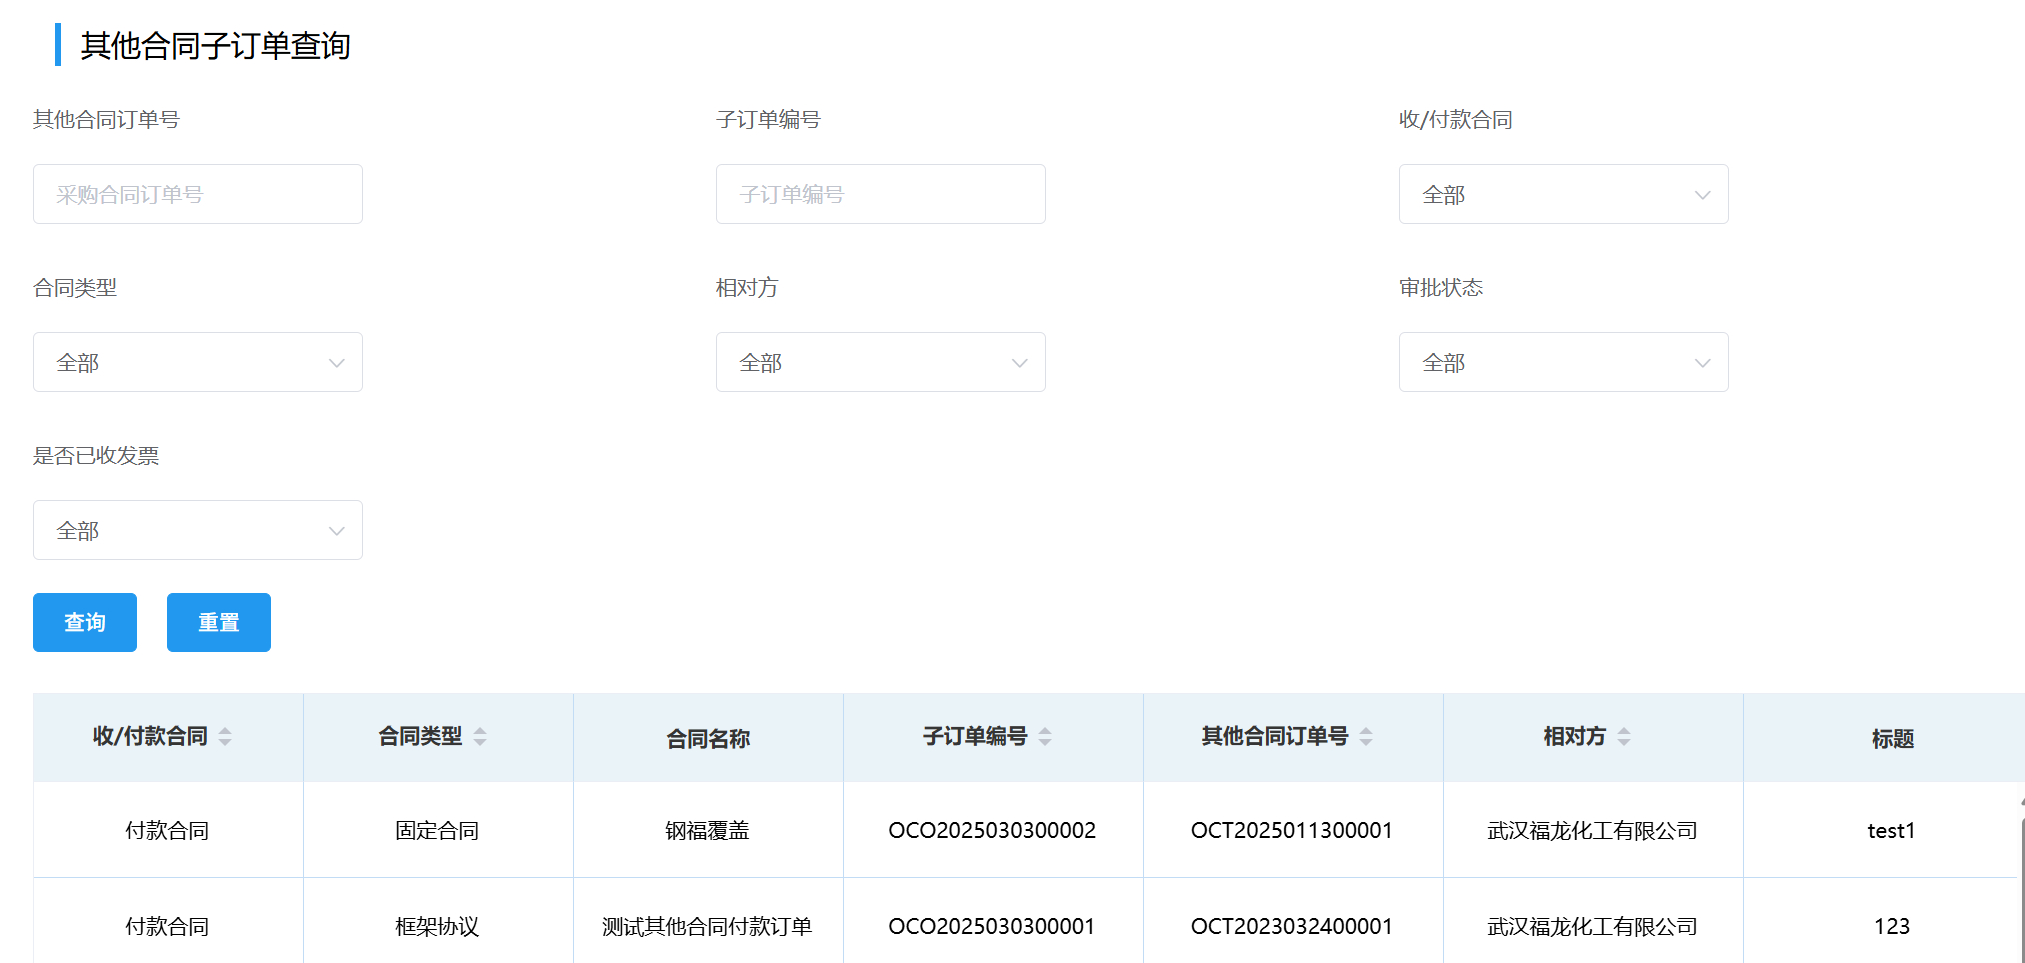 其他合同子订单查询
其他合同订单号 子订单编号 收/付款合同
采购合同订单号 子订单编号 全部
合同类型 相对方 审批状态
全部 全部 全部
是否已收发票
全部
查询 重置
收/付款合同 合同类型 合同名称 子订单编号 其他合同订单号 相对方 标题
付款合同 固定合同 钢福覆盖 OCO2025030300002 OCT2025011300001 武汉福龙化工有限公司 test1
付款合同 框架协议 测试其他合同付款订单 OCO2025030300001 OCT2023032400001 武汉福龙化工有限公司 123